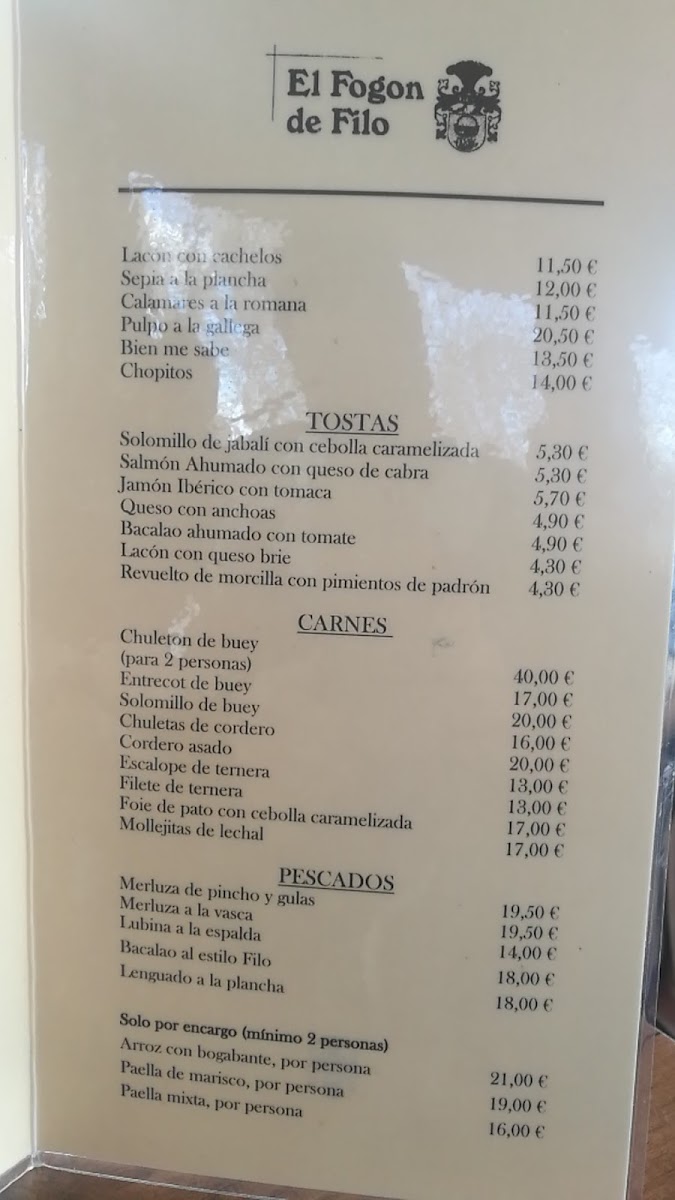 El Fogon
de Filo
Lacón con cachelos 11,50 €
Sepia a la plancha 12,00 €
Calamares a la romana 11,50 €
Pulpo a la gallega 20,50 €
Bien me sabe 13,50 €
Chopitos 14,00 €
TOSTAS
Solomillo de jabalí con cebolla caramelizada 5,30 €
Salmón Ahumado con queso de cabra 5,30 €
Jamón Ibérico con tomaca 5,70 €
Queso con anchoas 4,90 €
Bacalao ahumado con tomate 4,90 €
Lacón con queso brie 4,30 €
Revuelto de morcilla con pimientos de padrón 4,30 €
CARNES
Chuleton de buey
(para 2 personas) 40,00 €
Entrecot de buey 17,00 €
Solomillo de buey 20,00 €
Chuletas de cordero 16,00 €
Cordero asado 20,00 €
Escalope de ternera 13,00 €
Filete de ternera 13,00 €
Foie de pato con cebolla caramelizada 17,00 €
Mollejitas de lechal 17,00 €
PESCADOS
Merluza de pincho y gulas 19,50 €
Merluza a la vasca 19,50 €
Lubina a la espalda 14,00 €
Bacalao al estilo Filo 18,00 €
Lenguado a la plancha 18,00 €
Solo por encargo (mínimo 2 personas)
Arroz con bogabante, por persona 21,00 €
Paella de marisco, por persona 19,00 €
Paella mixta, por persona 16,00 €